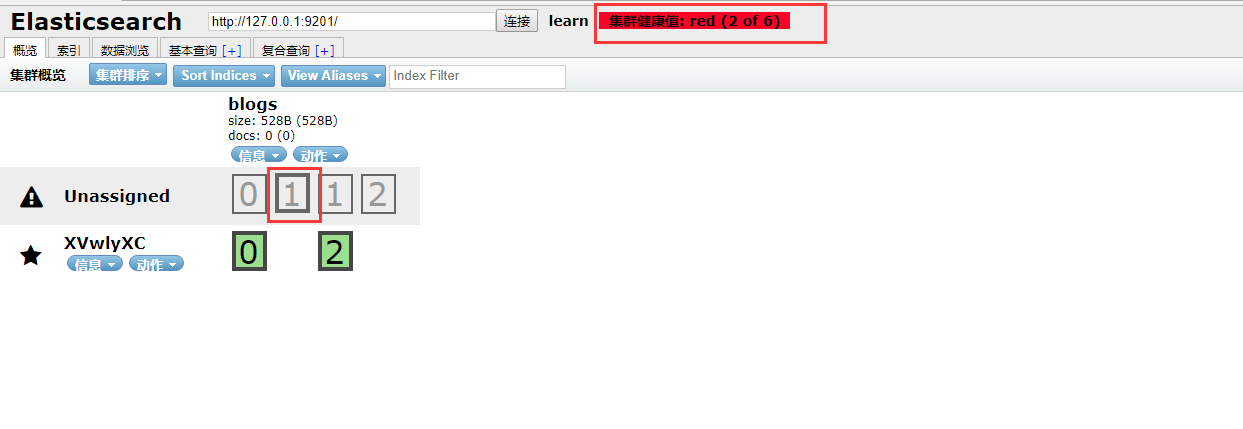 Elasticsearch http://127.0.0.1:9201/ 连接 learn 集群健康值: red (2 of 6)
概览 索引 数据浏览 基本查询 [+] 复合查询 [+]
集群概览 集群排序 Sort Indices View Aliases Index Filter
blogs
size: 528B (528B)
docs: 0 (0)
信息 动作
Unassigned 0 1 1 2
XVwlyXC 0 2
信息 动作